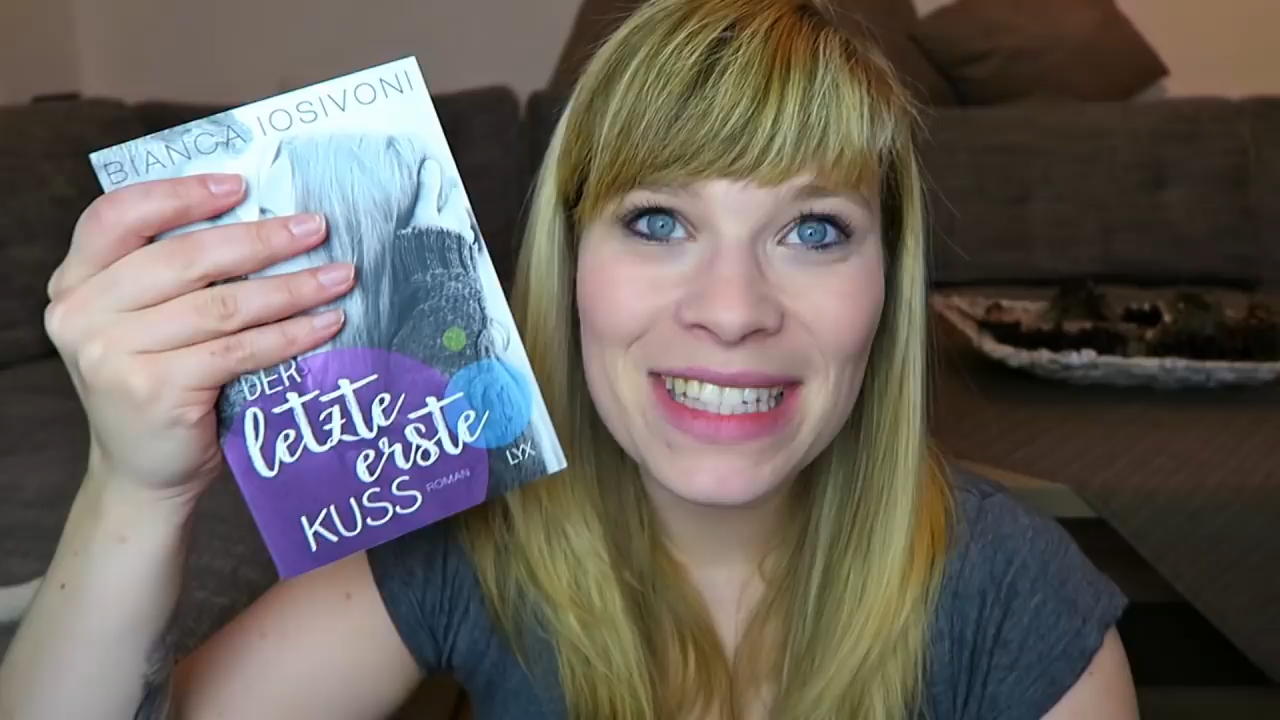 BIANCA IOSIVONI
DER
letzte
erste
KUSS
ROMAN
LYX